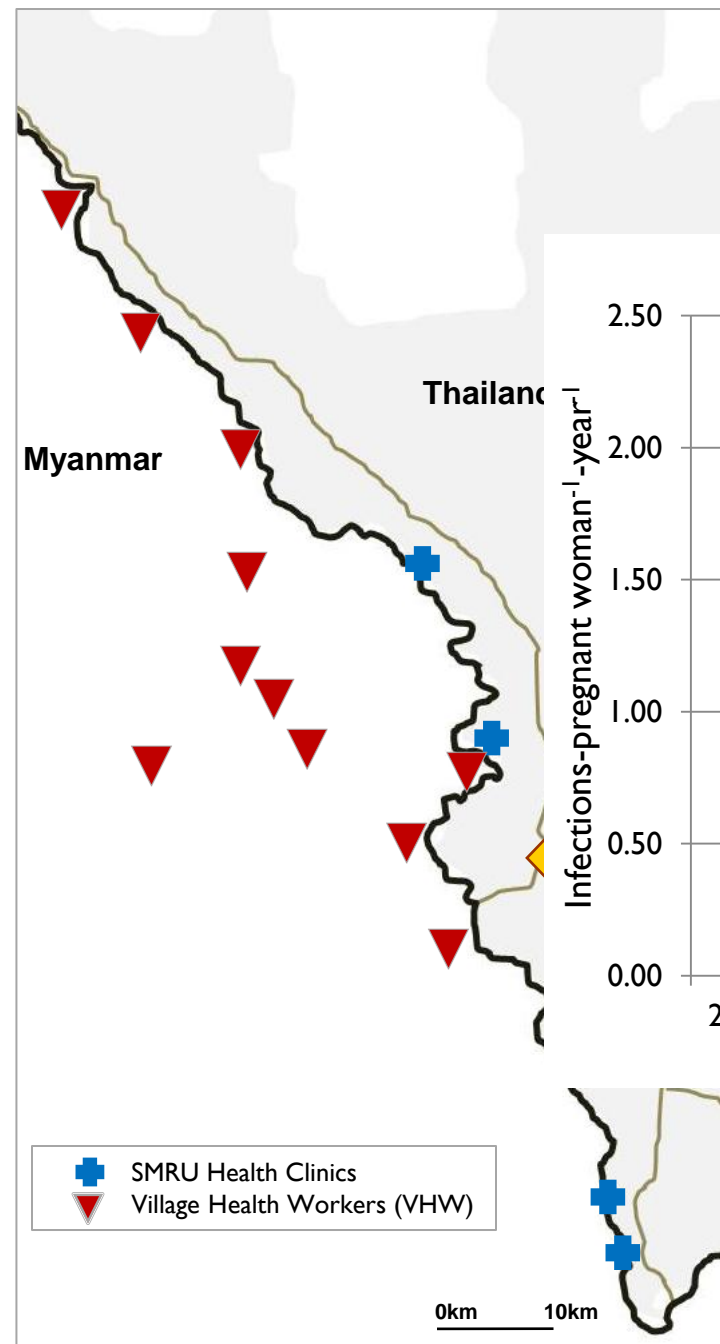 Thailand
Myanmar
2.50
2.00
1.50
1.00
0.50
0.00
Infections-pregnant woman⁻¹-year⁻¹
2
SMRU Health Clinics
Village Health Workers (VHW)
0km 10km